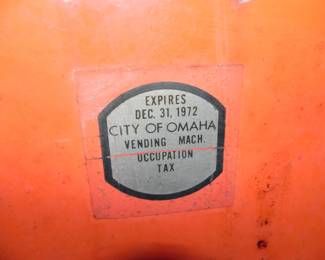 EXPIRES
DEC. 31, 1972
CITY OF OMAHA
VENDING MACH.
OCCUPATION
TAX